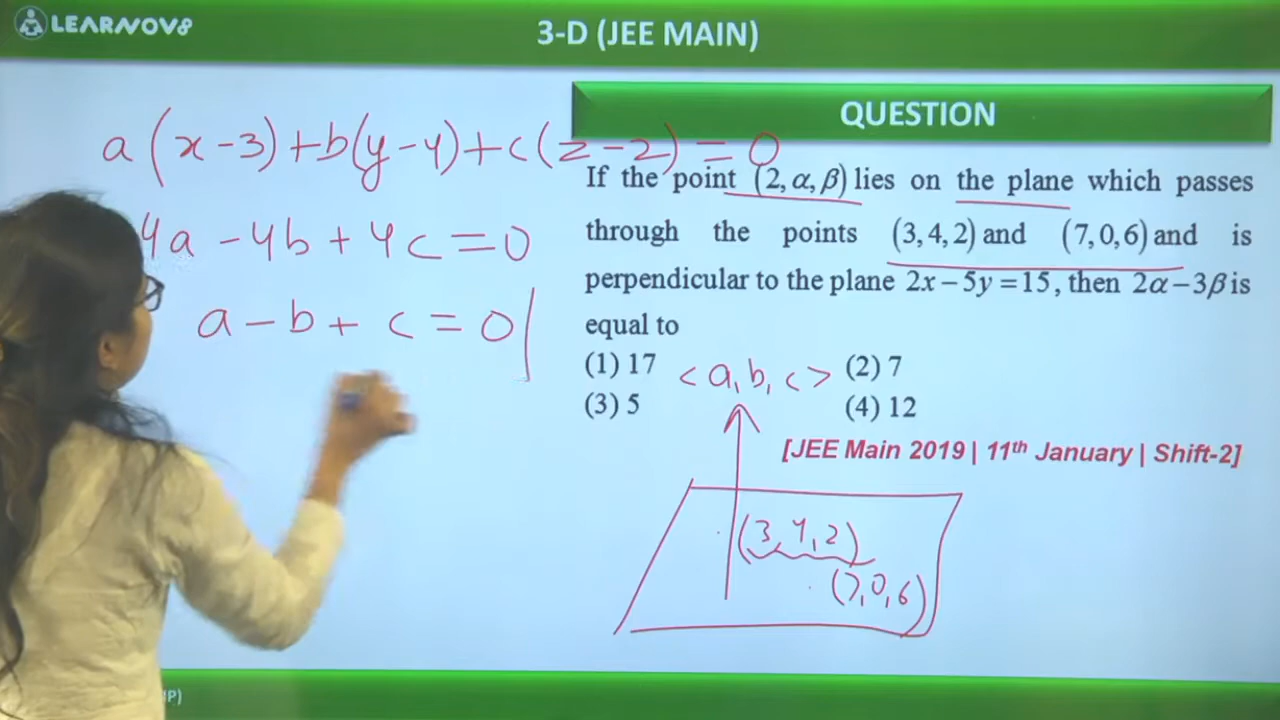 LEARNOV8
3-D (JEE MAIN)
QUESTION
a (x-3)+b(y-4)+c(z-2)=0
4a-4b+4c=0
a-b+c=0
If the point (2,α,β) lies on the plane which passes
through the points (3,4,2) and (7,0,6) and is
perpendicular to the plane 2x-5y=15, then 2α-3β is
equal to
(1) 17 (2) 7
(3) 5 (4) 12
<a, b, c>
[JEE Main 2019 | 11th January | Shift-2]
(3,4,2)
(7,0,6)
P)